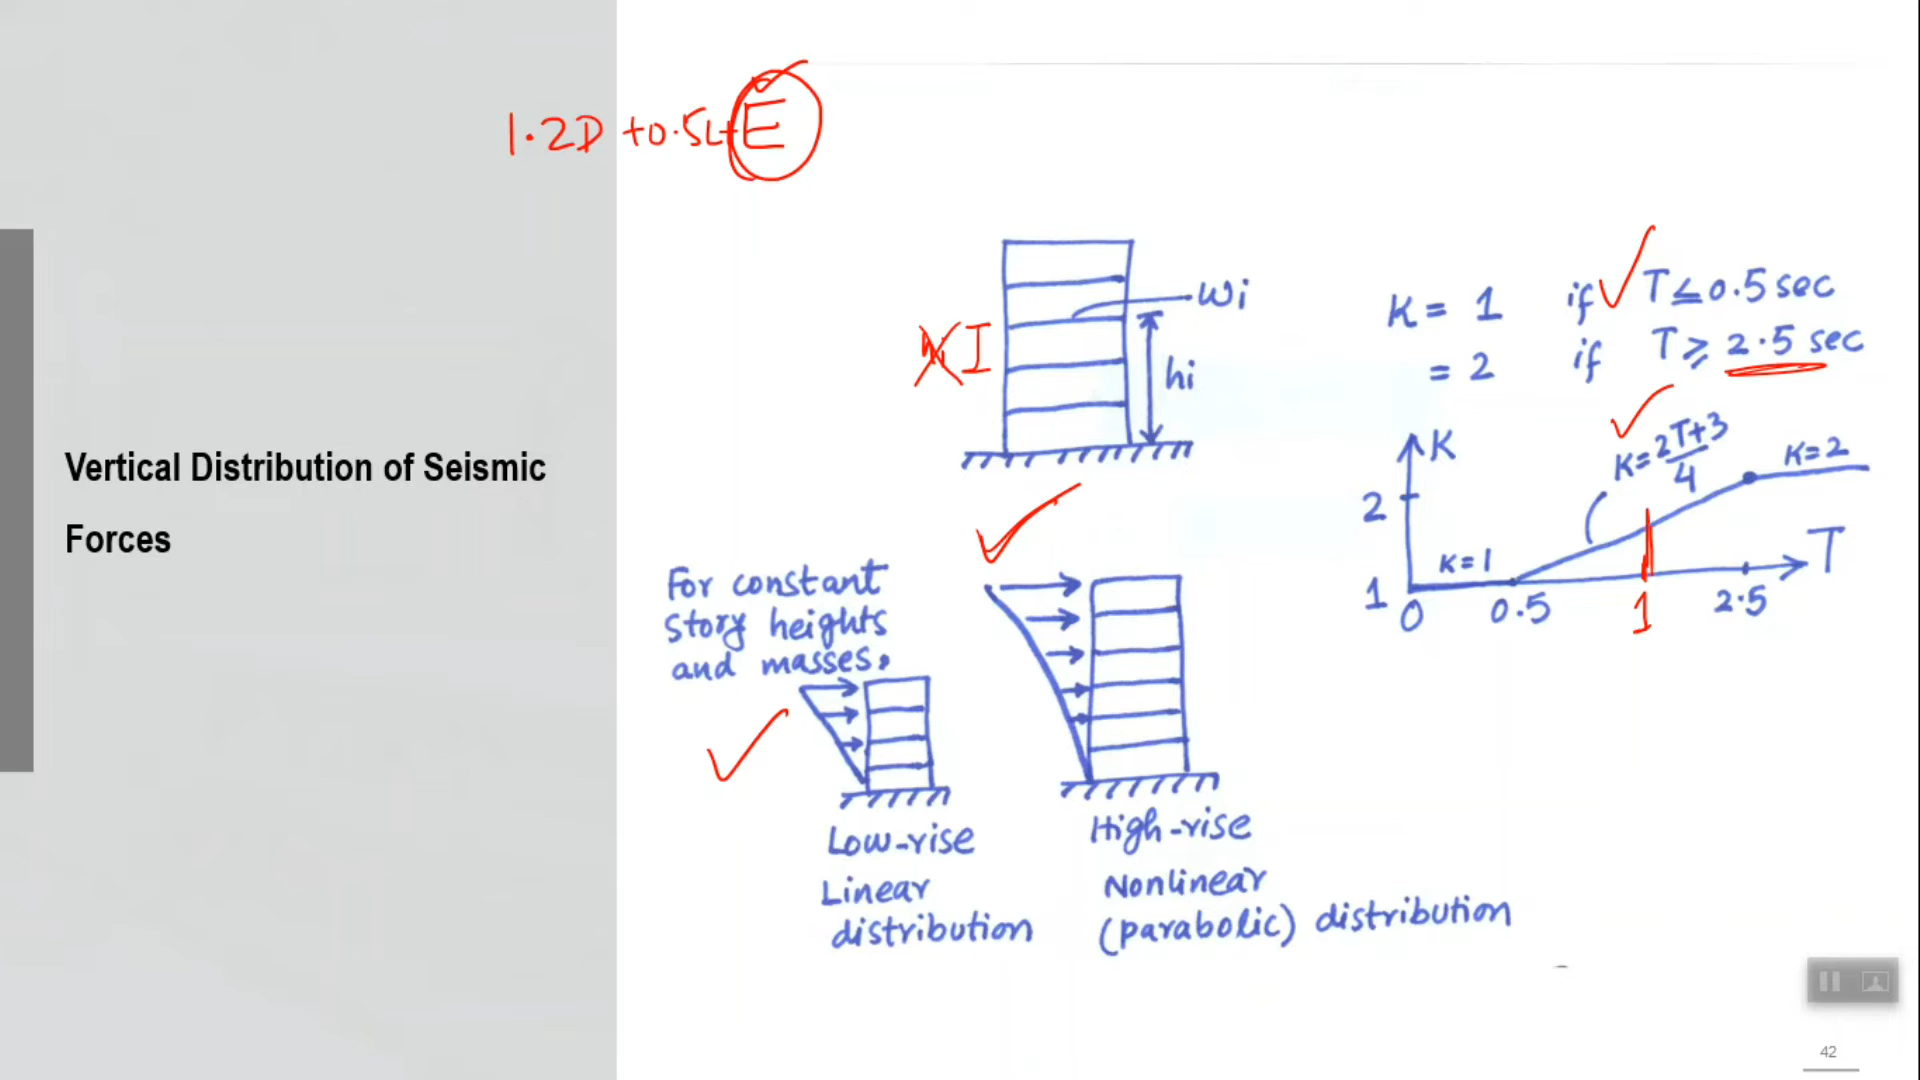 1.2D +0.5L+E
Vertical Distribution of Seismic
Forces
wi
hi
I
K = 1 if T ≤ 0.5 sec
= 2 if T ≥ 2.5 sec
K
K=2T+3/4
K=2
2
K=1
T
1
0
0.5
1
2.5
For constant
story heights
and masses.
Low-rise
Linear
distribution
High-rise
Nonlinear
(parabolic) distribution
42